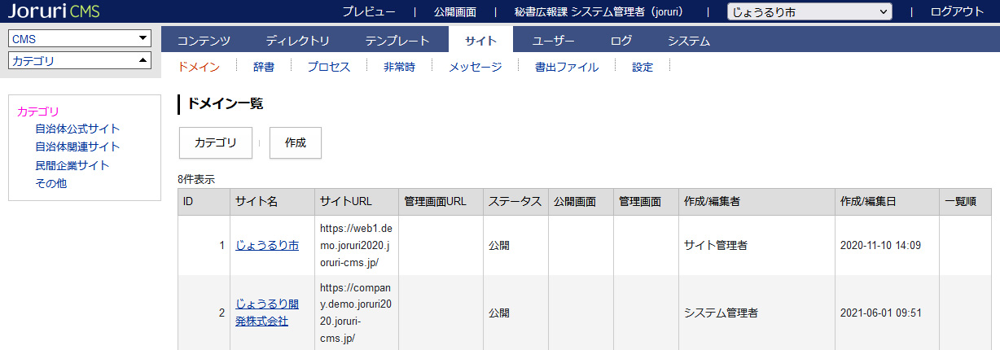 Joruri CMS
プレビュー | 公開画面 | 秘書広報課 システム管理者（joruri） | じょうるり市 | ログアウト
CMS
カテゴリ
コンテンツ ディレクトリ テンプレート サイト ユーザー ログ システム
ドメイン 辞書 プロセス 非常時 メッセージ 書出ファイル 設定
カテゴリ
自治体公式サイト
自治体関連サイト
民間企業サイト
その他
ドメイン一覧
カテゴリ | 作成
8件表示
ID サイト名 サイトURL 管理画面URL ステータス 公開画面 管理画面 作成/編集者 作成/編集日 一覧順
https://web1.de
1 じょうるり市 mo.joruri2020.j 公開 サイト管理者 2020-11-10 14:09
oruri-cms.jp/
https://compan
じょうるり開 y.demo.joruri20
2 公開 システム管理者 2021-06-01 09:51
発株式会社 20.joruri-
cms.jp/